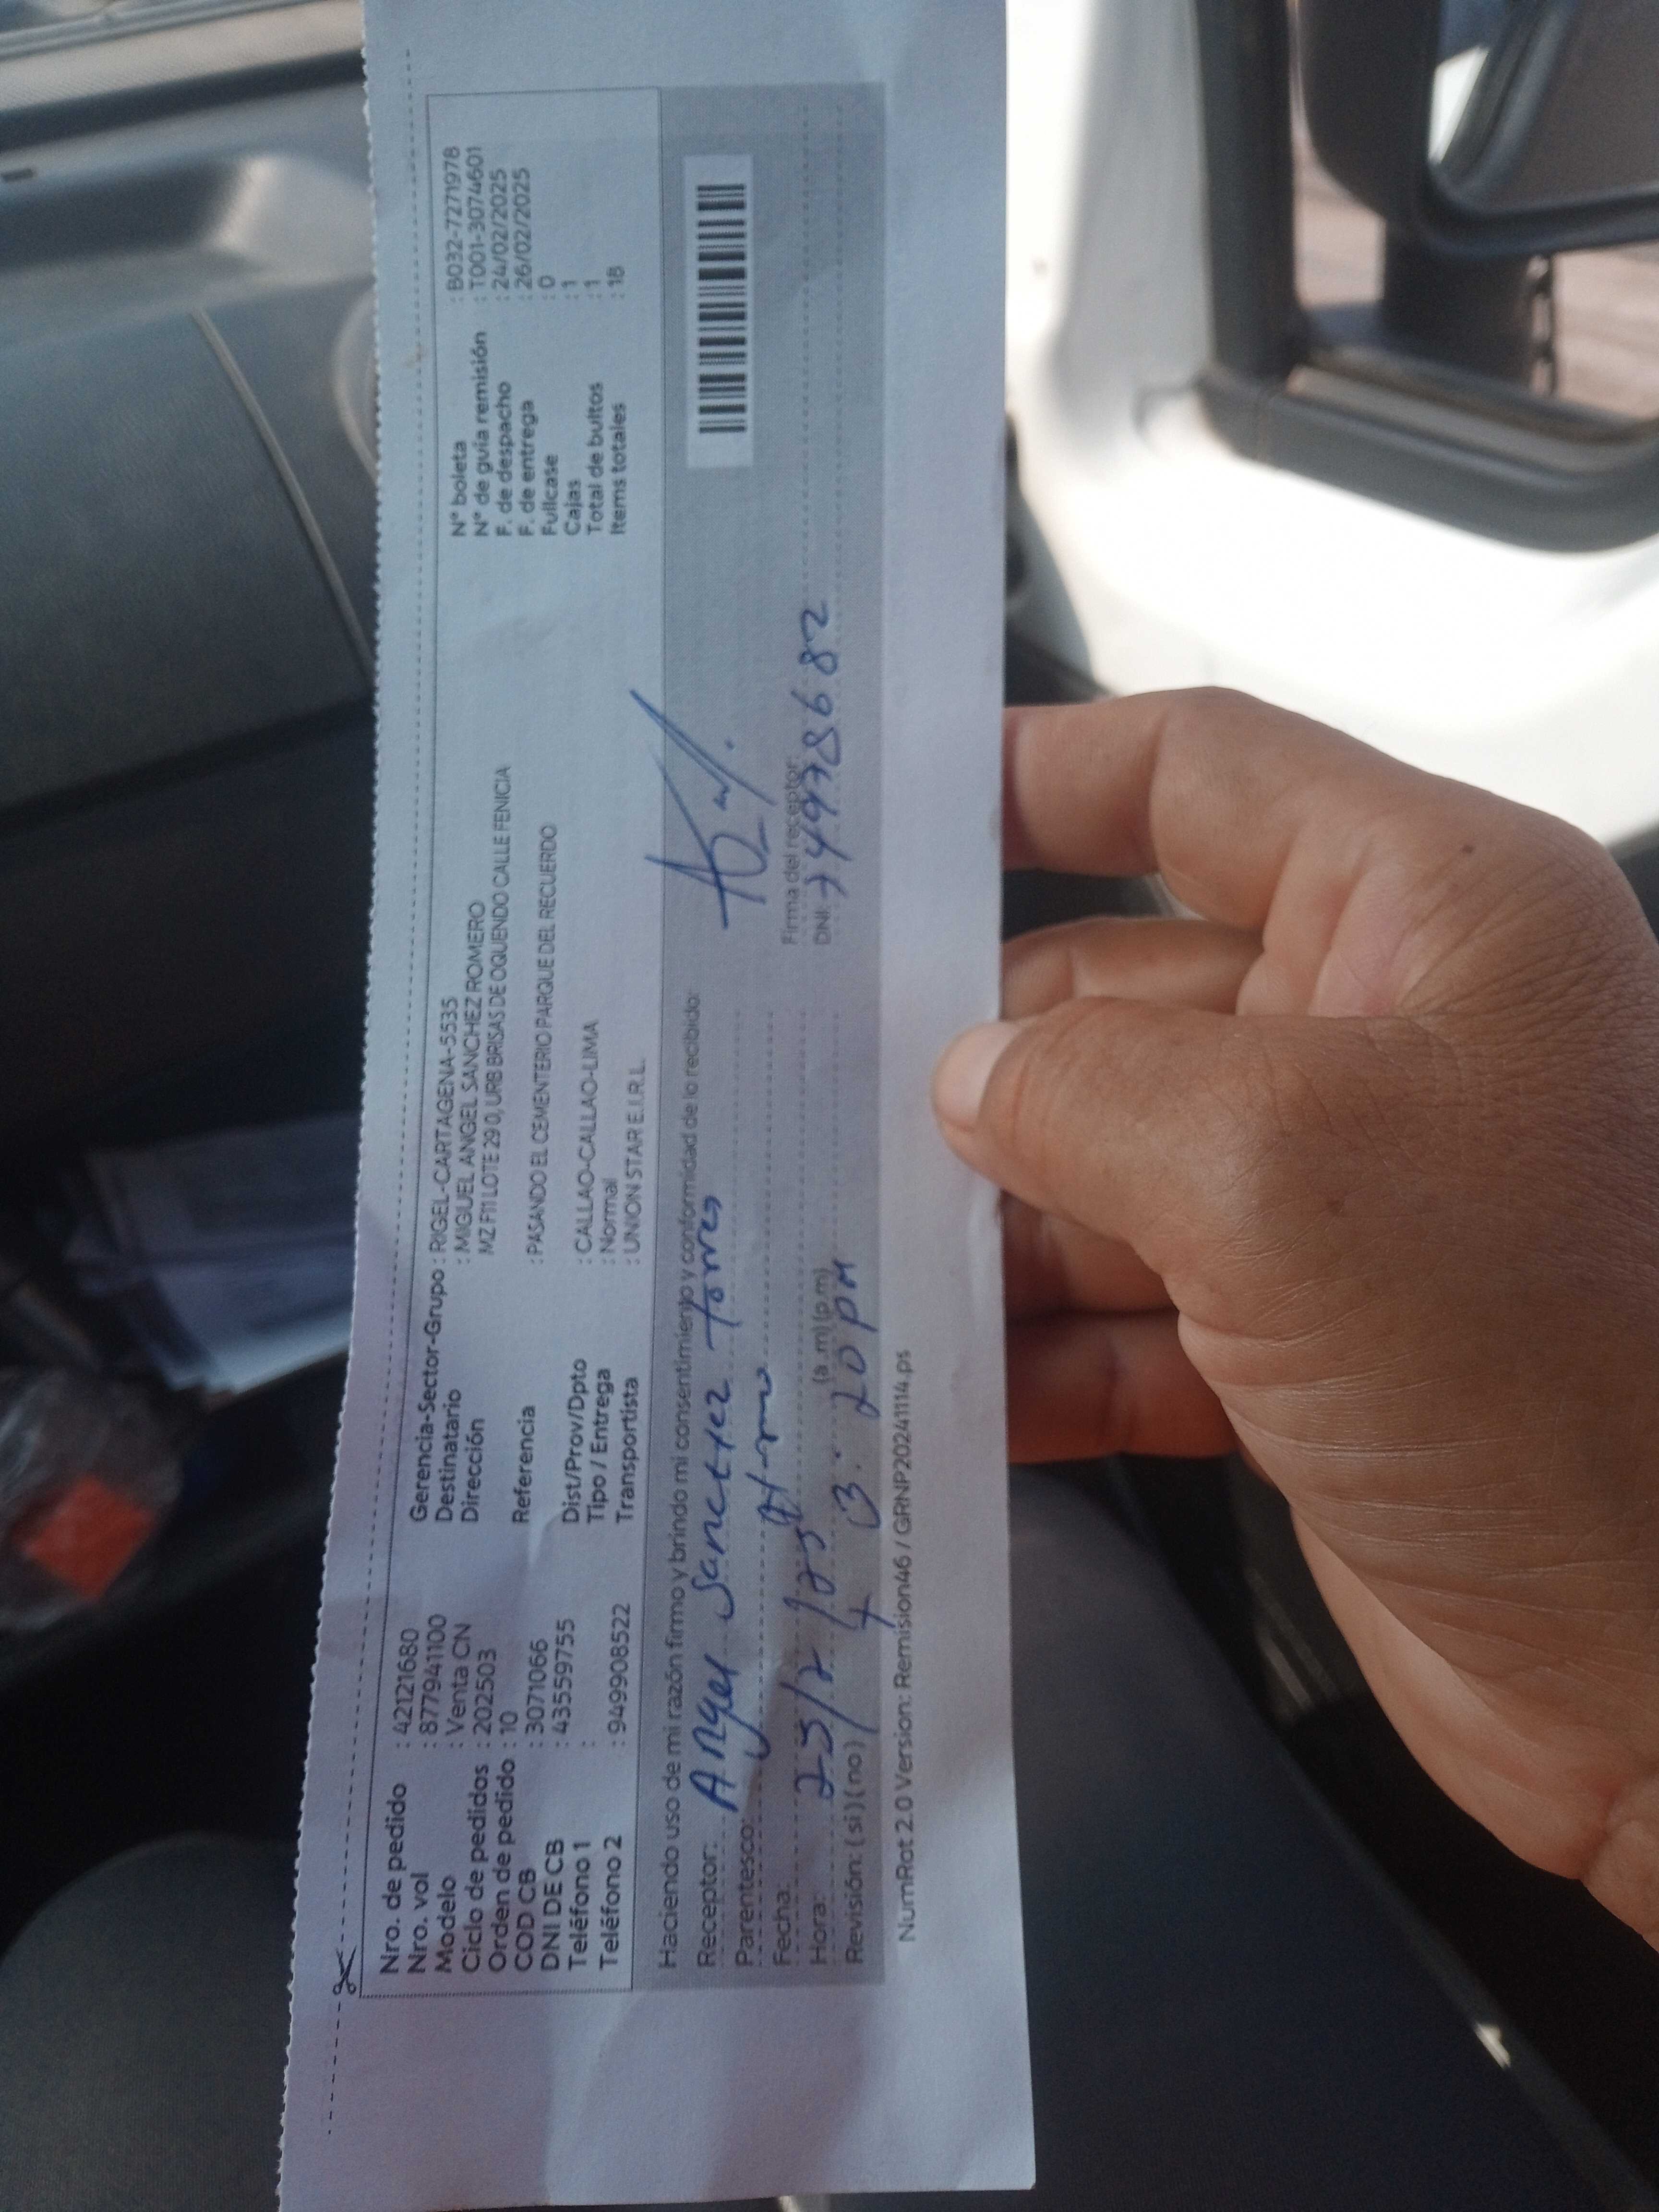 Nro. de pedido : 42121680
Nro. vol : 877941100
Modelo : Venta CN
Ciclo de pedidos : 202503
Orden de pedido : 10
COD CB : 3071066
DNI DE CB : 43559755
Teléfono 1 :
Teléfono 2 : 949908522
Gerencia-Sector-Grupo : RIGEL-CARTAGENA-5535
Destinatario : MIGUEL ANGEL SANCHEZ ROMERO
Dirección MZ F11 LOTE 29 0, URB BRISAS DE OQUENDO CALLE FENICIA
Referencia : PASANDO EL CEMENTERIO PARQUE DEL RECUERDO
Dist/Prov/Dpto : CALLAO-CALLAO-LIMA
Tipo / Entrega : Normal
Transportista : UNION STAR E.I.R.L.
N° boleta : B032-7271978
N° de guía remisión : T001-3074601
F. de despacho : 24/02/2025
F. de entrega : 26/02/2025
Fullcase : 0
Cajas : 1
Total de bultos : 1
Items totales : 18
Haciendo uso de mi razón firmo y brindo mi consentimiento y conformidad de lo recibido:
Receptor: Angel Sanchez Torres
Parentesco:
Fecha: 25/2/25
Hora: 3:20 pm (a.m) (p.m)
Revisión: (si) (no)
Firma del receptor
DNI: 74978682
NumRot 2.0 Version: Remision46 / GRNP20241114.ps